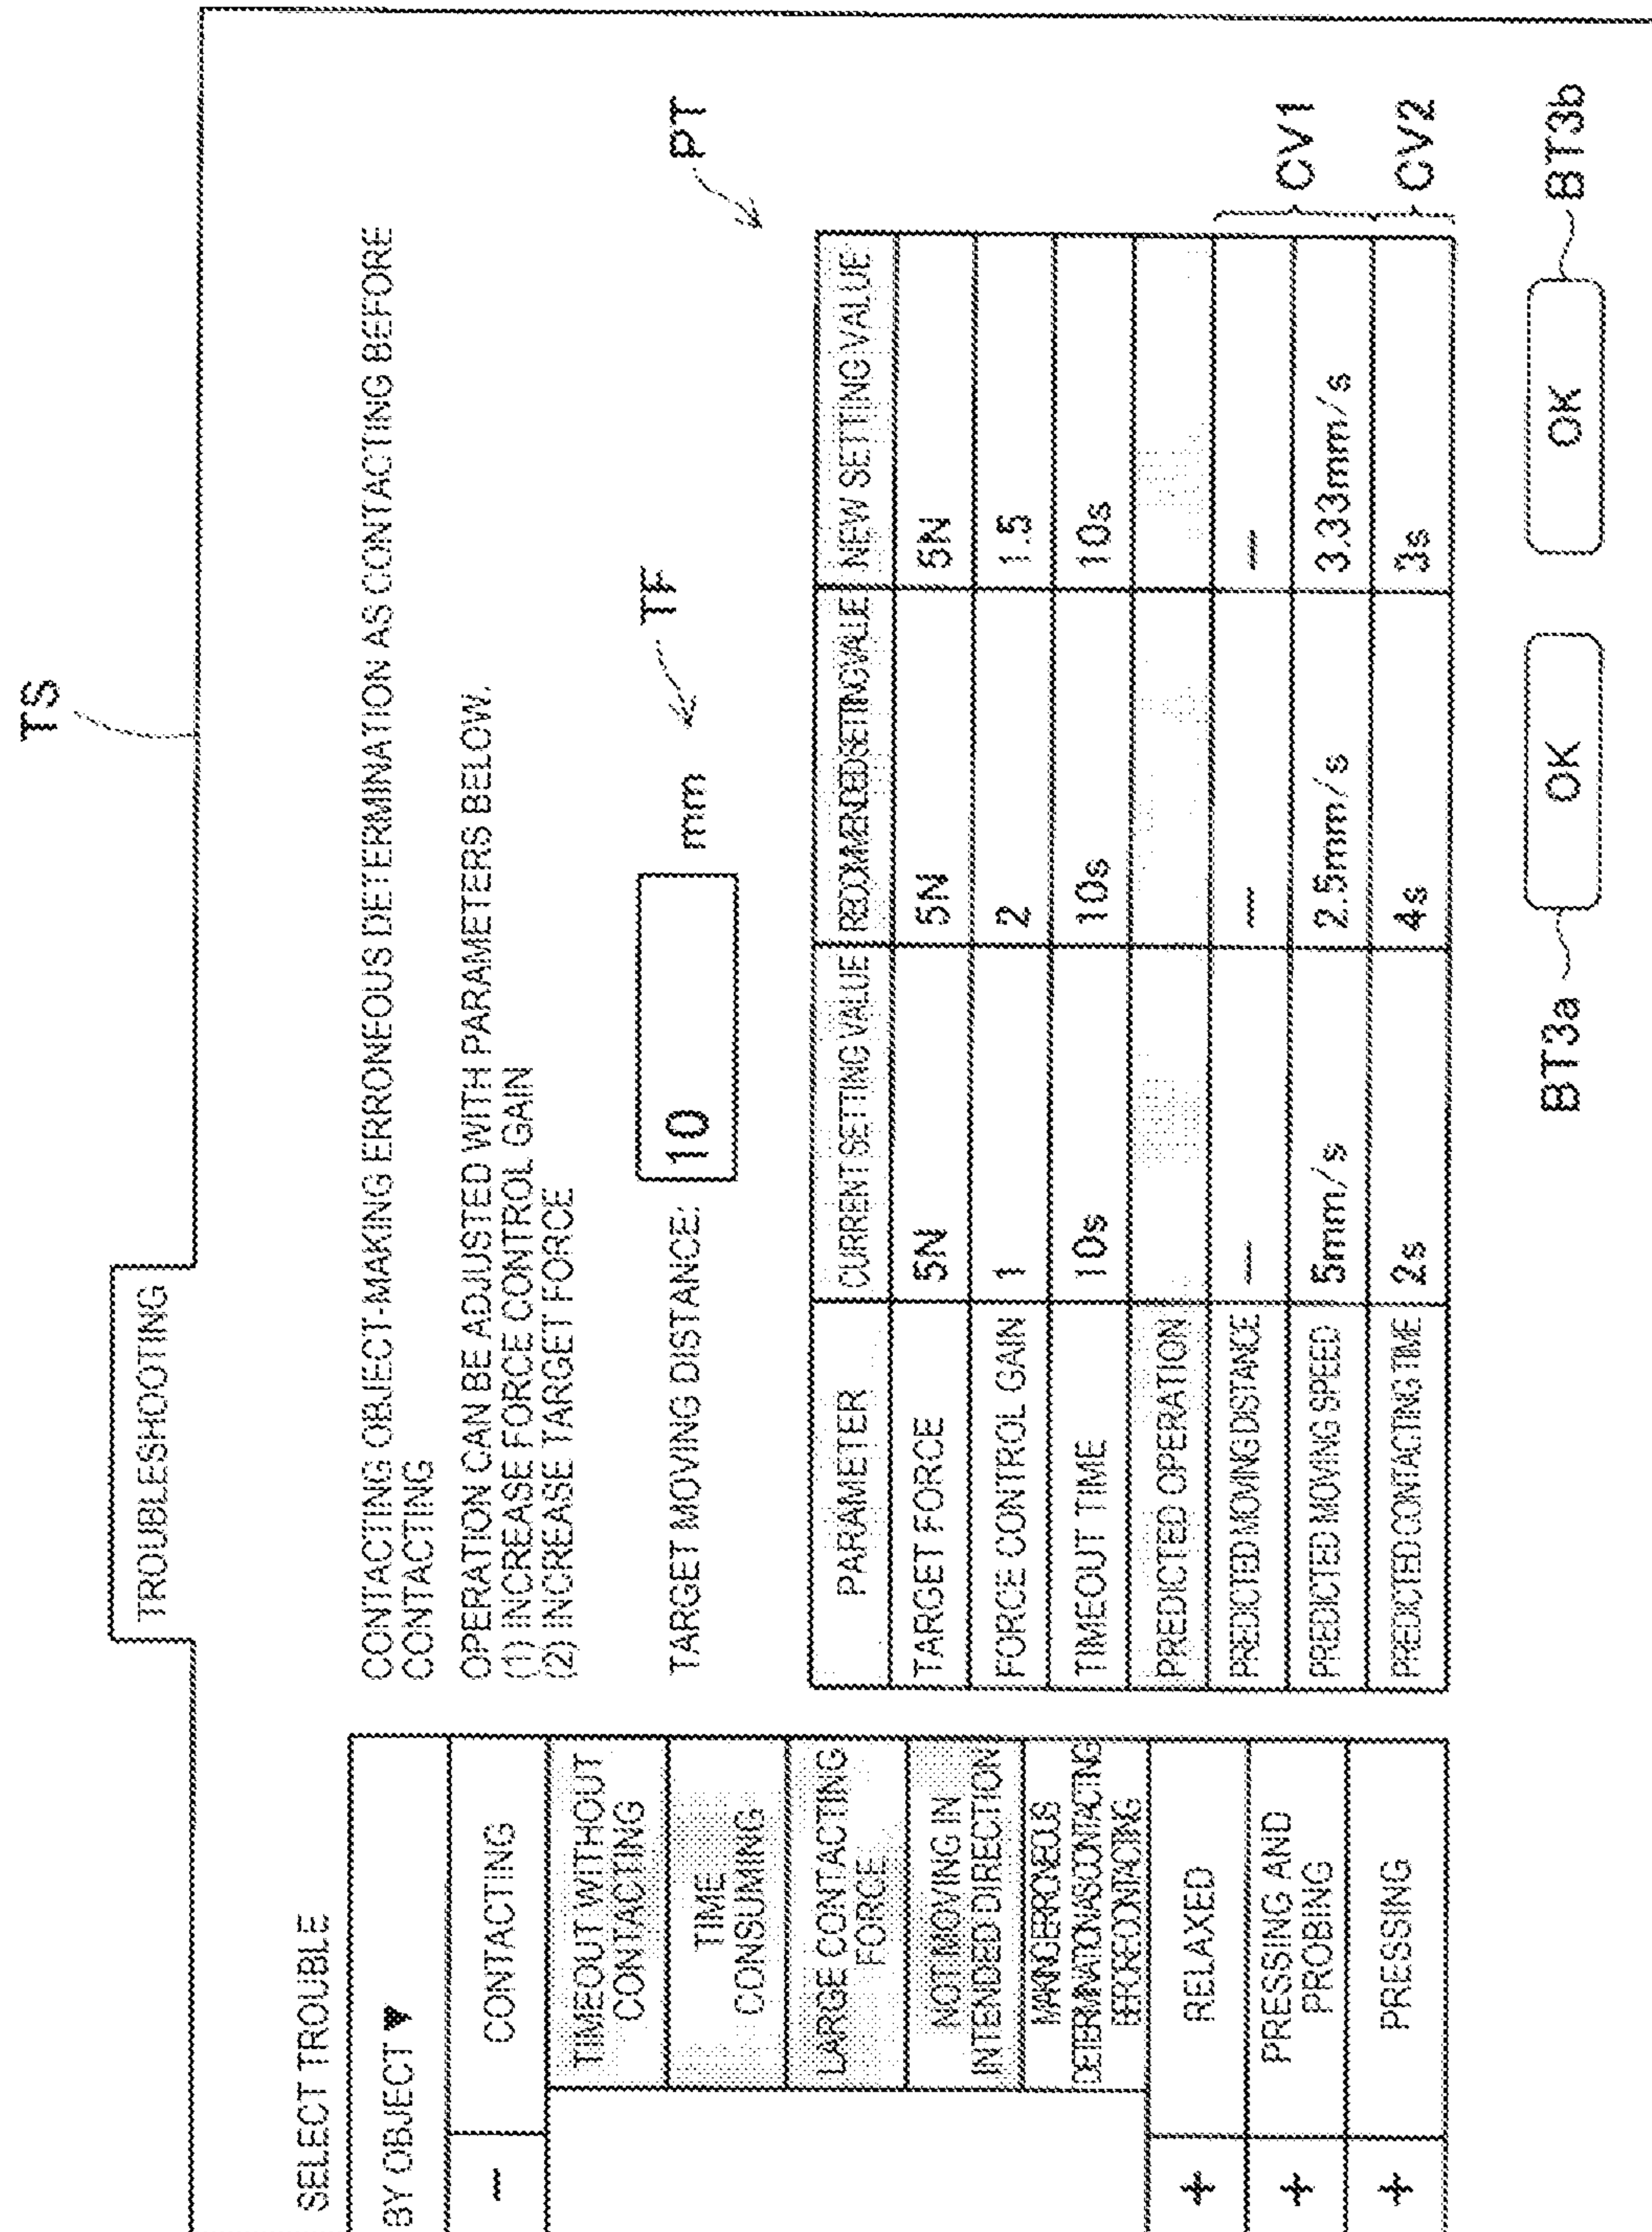 TS
TROUBLESHOOTING
SELECT TROUBLE
BY OBJECT ▼
− CONTACTING
TIMEOUT WITHOUT
CONTACTING
TIME
CONSUMING
LARGE CONTACTING
FORCE
NOT MOVING IN
INTENDED DIRECTION
MAKING ERRONEOUS
DETERMINATION AS CONTACTING
BEFORE CONTACTING
+ RELAXED
+ PRESSING AND
PROBING
+ PRESSING
CONTACTING OBJECT-MAKING ERRONEOUS DETERMINATION AS CONTACTING BEFORE
CONTACTING
OPERATION CAN BE ADJUSTED WITH PARAMETERS BELOW.
(1) INCREASE FORCE CONTROL GAIN
(2) INCREASE TARGET FORCE
TARGET MOVING DISTANCE: 10 mm TF
PT
PARAMETER CURRENT SETTING VALUE RECOMMENDED SETTING VALUE NEW SETTING VALUE
TARGET FORCE 5N 5N 5N
FORCE CONTROL GAIN 1 2 1.5
TIMEOUT TIME 10s 10s 10s
PREDICTED OPERATION
PREDICTED MOVING DISTANCE — — —
PREDICTED MOVING SPEED 5mm/s 2.5mm/s 3.33mm/s CV1
PREDICTED CONTACTING TIME 2s 4s 3s CV2
BT3a OK OK BT3b